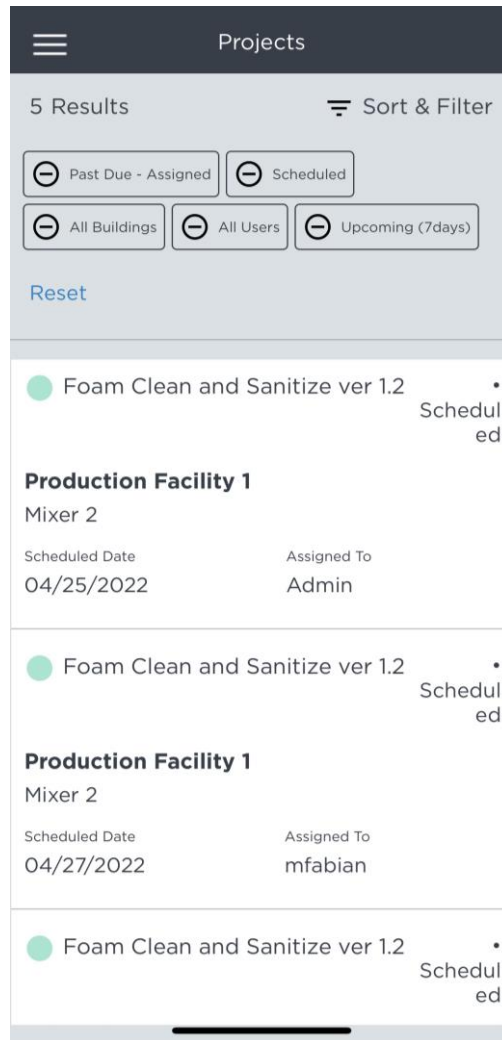 Projects
5 Results Sort & Filter
Past Due - Assigned Scheduled
All Buildings All Users Upcoming (7days)
Reset
Foam Clean and Sanitize ver 1.2 •
Schedul
ed
Production Facility 1
Mixer 2
Scheduled Date Assigned To
04/25/2022 Admin
Foam Clean and Sanitize ver 1.2 •
Schedul
ed
Production Facility 1
Mixer 2
Scheduled Date Assigned To
04/27/2022 mfabian
Foam Clean and Sanitize ver 1.2 •
Schedul
ed